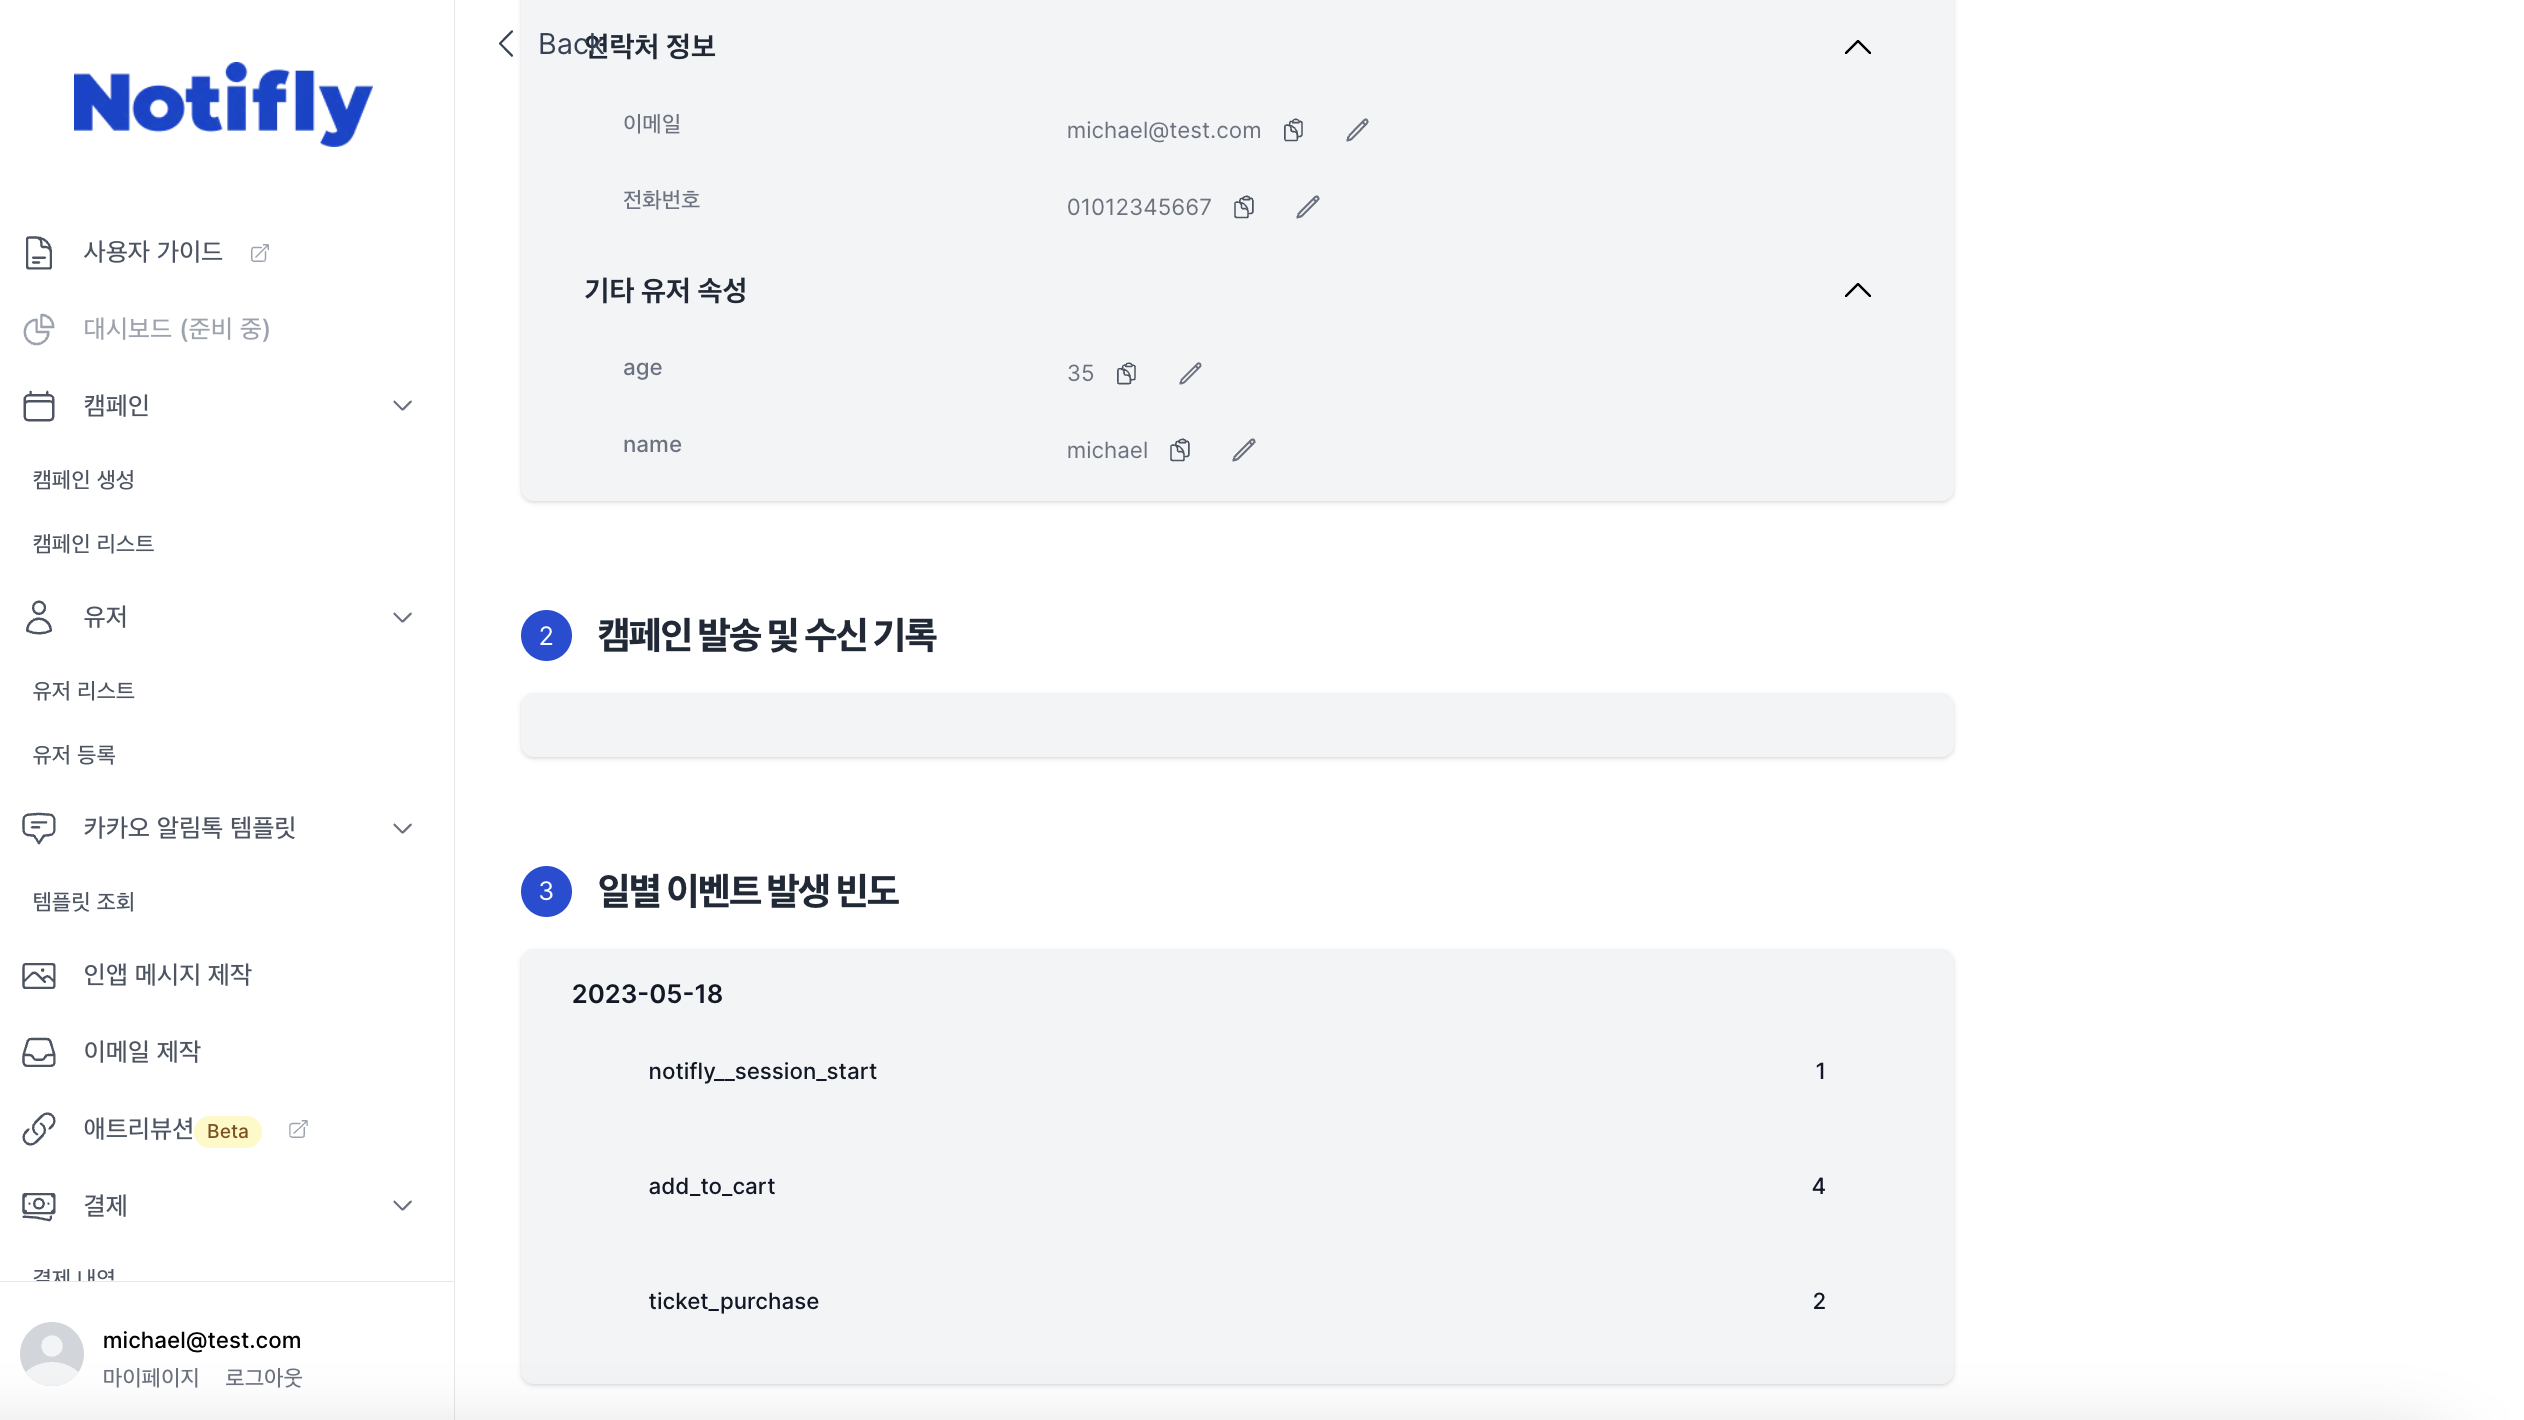 Notifly
사용자 가이드
대시보드 (준비 중)
캠페인
캠페인 생성
캠페인 리스트
유저
유저 리스트
유저 등록
카카오 알림톡 템플릿
템플릿 조회
인앱 메시지 제작
이메일 제작
애트리뷰션 Beta
결제
결제 내역
michael@test.com
마이페이지 로그아웃
Back
연락처 정보
이메일 michael@test.com
전화번호 01012345667
기타 유저 속성
age 35
name michael
2 캠페인 발송 및 수신 기록
3 일별 이벤트 발생 빈도
2023-05-18
notifly__session_start 1
add_to_cart 4
ticket_purchase 2